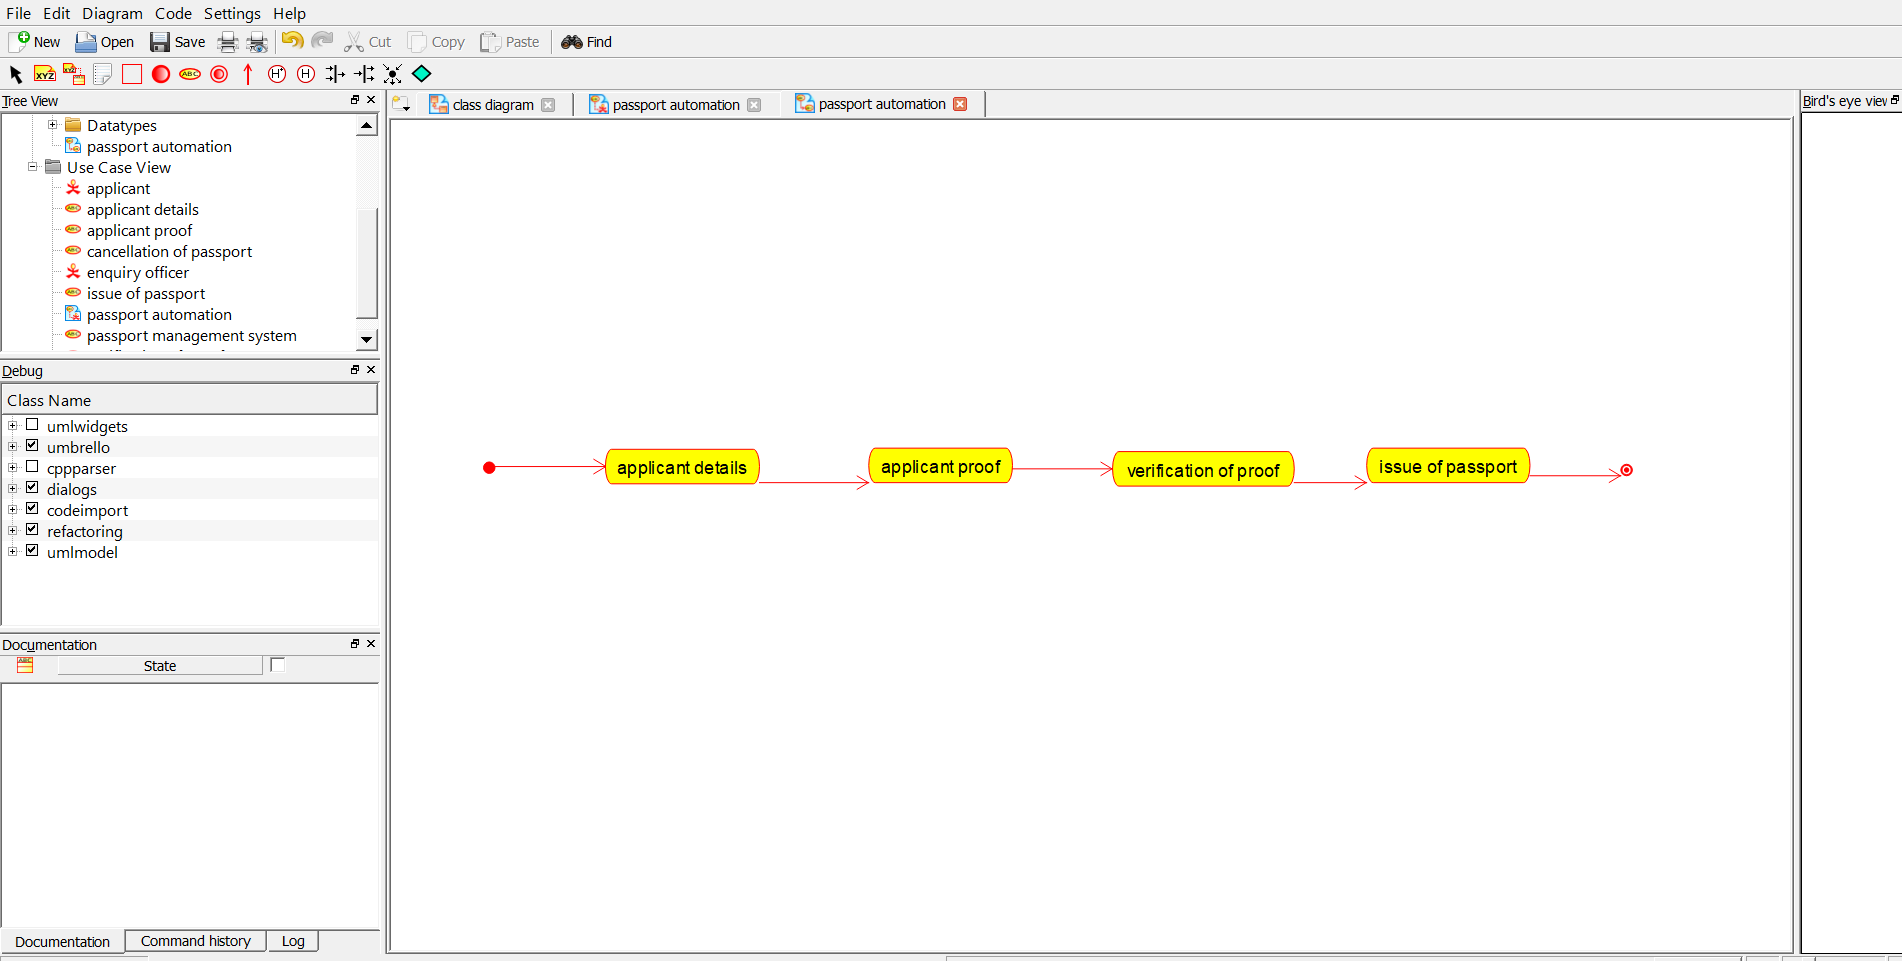 File Edit Diagram Code Settings Help
New Open Save Cut Copy Paste Find
XYZ XYZ ABC H* H
Tree View
class diagram passport automation passport automation
Bird's eye view
Datatypes
passport automation
Use Case View
applicant
applicant details
applicant proof
cancellation of passport
enquiry officer
issue of passport
passport automation
passport management system
Debug
Class Name
umlwidgets
umbrello
cppparser
dialogs
codeimport
refactoring
umlmodel
applicant details applicant proof verification of proof issue of passport
Documentation
State
Documentation Command history Log